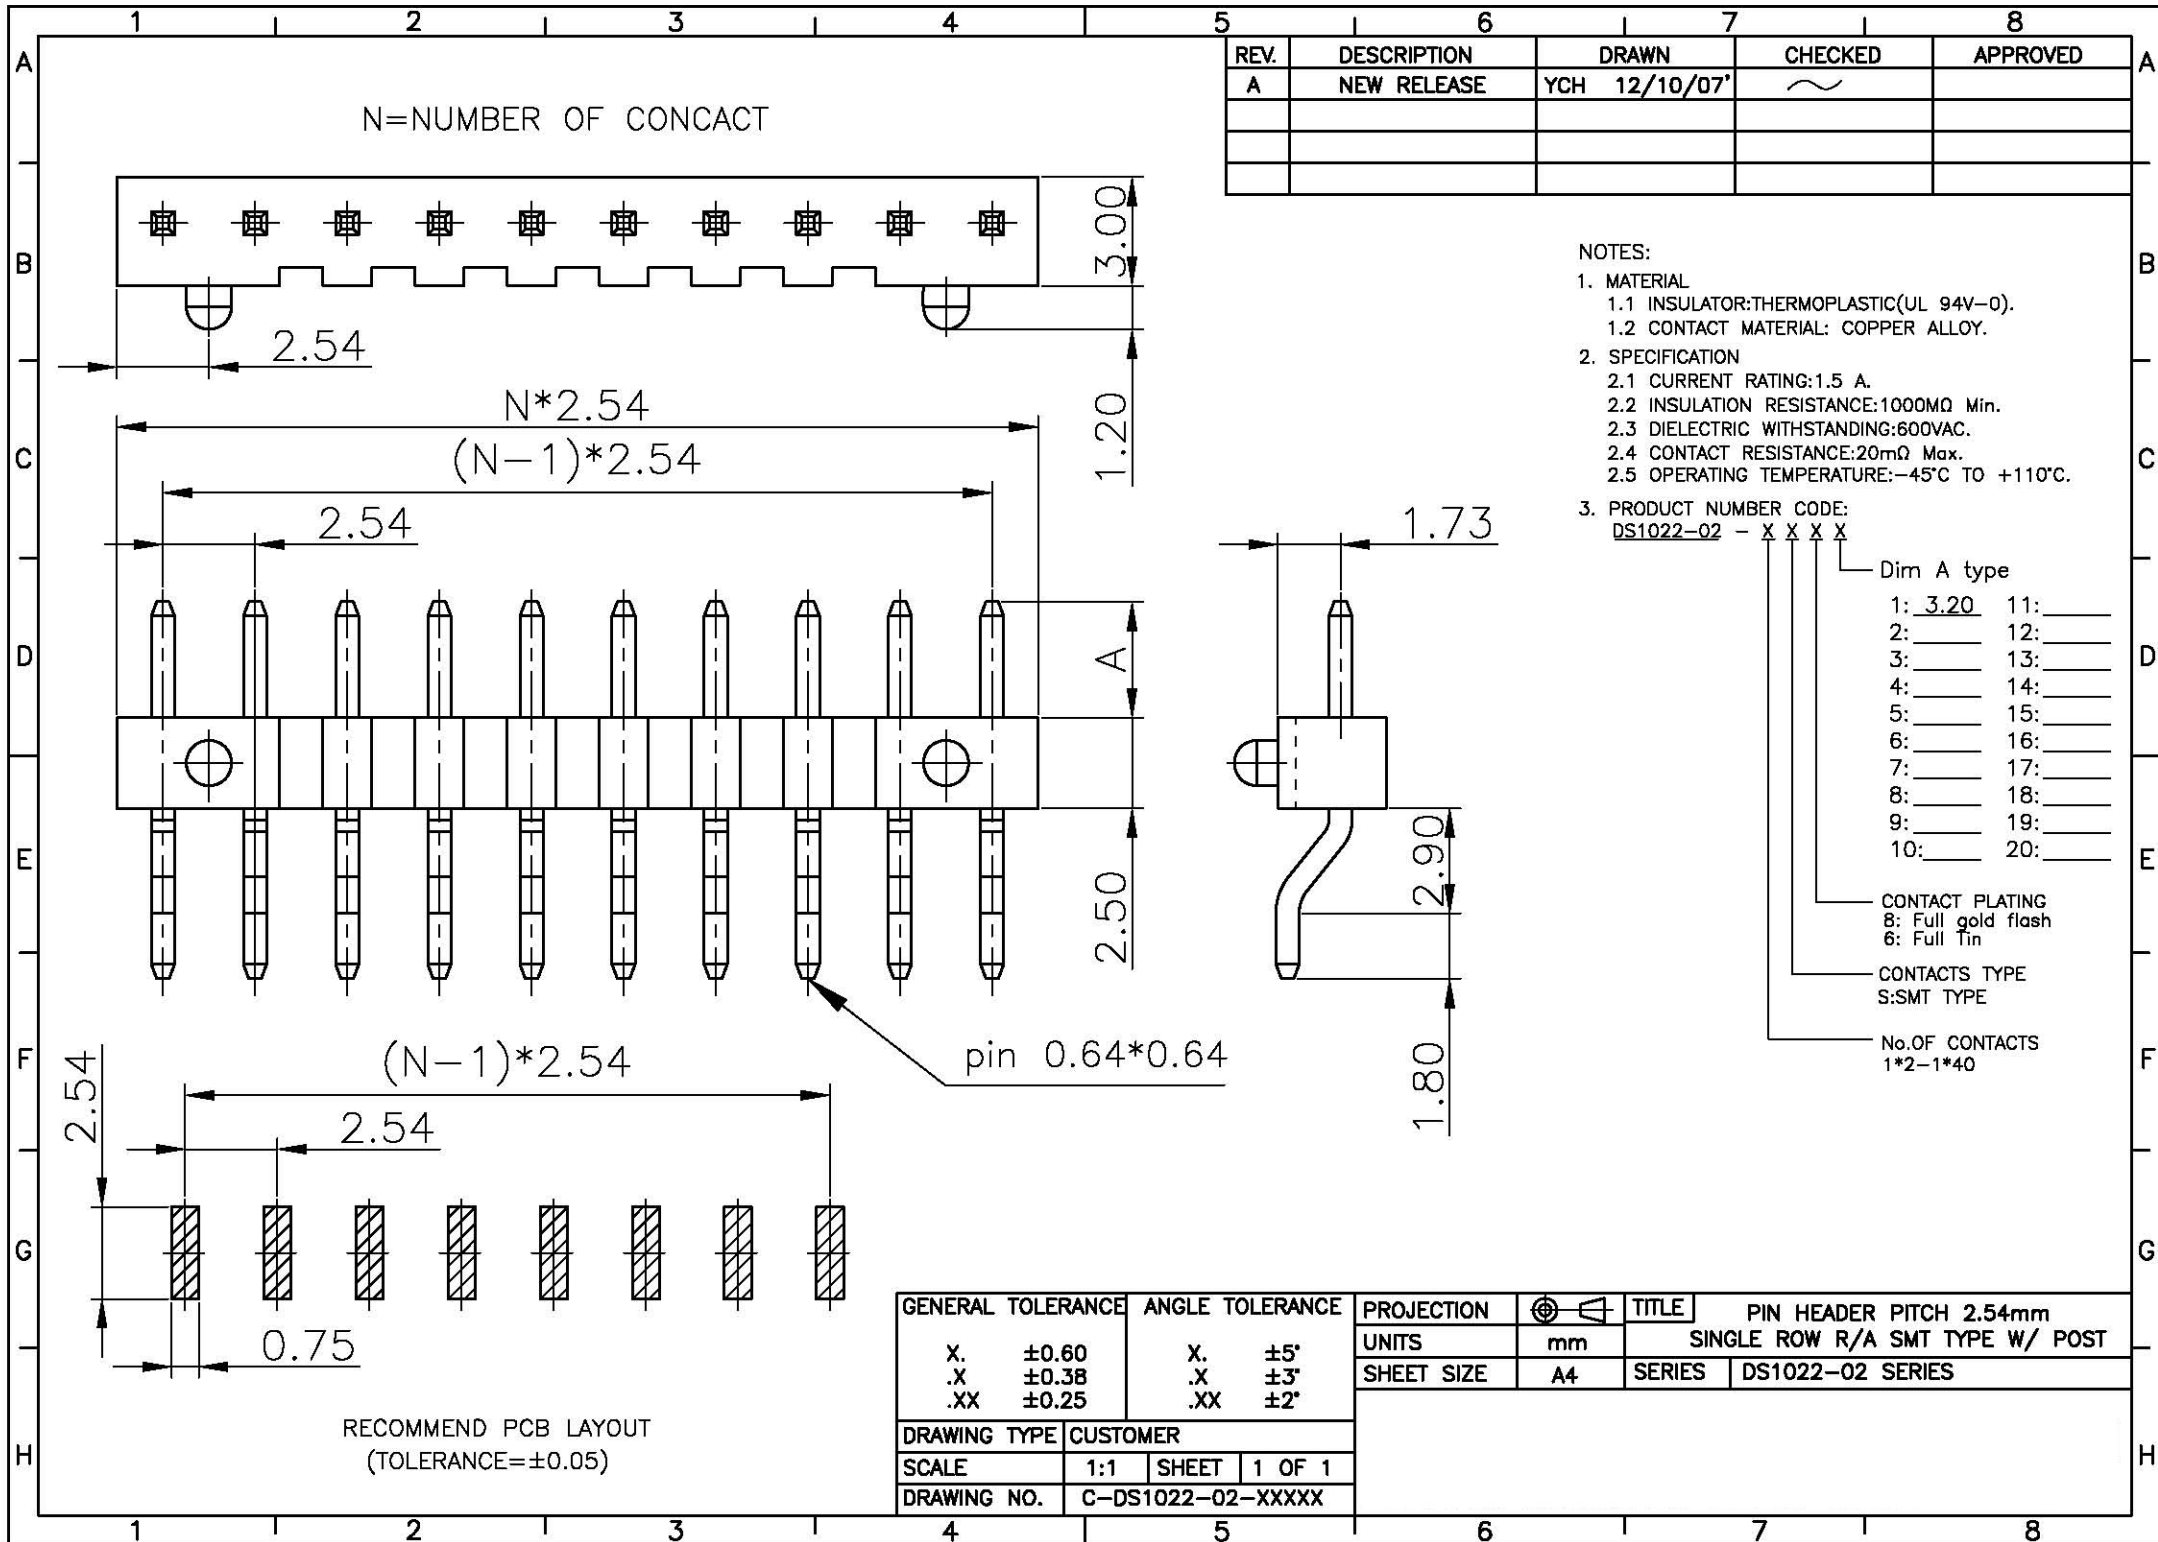 1 2 3 4 5 6 7 8
A A
B B
C C
D D
E E
F F
G G
H H
REV. DESCRIPTION DRAWN CHECKED APPROVED
A NEW RELEASE YCH 12/10/07'
N=NUMBER OF CONCACT
3.00
2.54
1.20
N*2.54
(N-1)*2.54
2.54
A
2.50
pin 0.64*0.64
1.73
2.90
1.80
NOTES:
1. MATERIAL
1.1 INSULATOR:THERMOPLASTIC(UL 94V-0).
1.2 CONTACT MATERIAL: COPPER ALLOY.
2. SPECIFICATION
2.1 CURRENT RATING:1.5 A.
2.2 INSULATION RESISTANCE:1000MΩ Min.
2.3 DIELECTRIC WITHSTANDING:600VAC.
2.4 CONTACT RESISTANCE:20mΩ Max.
2.5 OPERATING TEMPERATURE:-45°C TO +110°C.
3. PRODUCT NUMBER CODE:
DS1022-02 - X X X X
Dim A type
1: 3.20 11:
2: 12:
3: 13:
4: 14:
5: 15:
6: 16:
7: 17:
8: 18:
9: 19:
10: 20:
CONTACT PLATING
8: Full gold flash
6: Full Tin
CONTACTS TYPE
S:SMT TYPE
No.OF CONTACTS
1*2-1*40
(N-1)*2.54
2.54
2.54
0.75
RECOMMEND PCB LAYOUT
(TOLERANCE=±0.05)
GENERAL TOLERANCE ANGLE TOLERANCE
X. ±0.60 X. ±5°
.X ±0.38 .X ±3°
.XX ±0.25 .XX ±2°
DRAWING TYPE CUSTOMER
SCALE 1:1 SHEET 1 OF 1
DRAWING NO. C-DS1022-02-XXXXX
PROJECTION TITLE PIN HEADER PITCH 2.54mm
UNITS mm SINGLE ROW R/A SMT TYPE W/ POST
SHEET SIZE A4 SERIES DS1022-02 SERIES
1 2 3 4 5 6 7 8